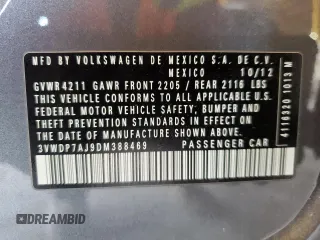 MFD BY VOLKSWAGEN DE MEXICO S.A. DE C.V.
MEXICO 10/12
GVWR 4211 GAWR FRONT 2205 / REAR 2116 LBS
THIS VEHICLE CONFORMS TO ALL APPLICABLE U.S.
FEDERAL MOTOR VEHICLE SAFETY, BUMPER AND
THEFT PREVENTION STANDARDS IN EFFECT ON THE
DATE OF MANUFACTURE SHOWN ABOVE.
3VWDP7AJ9DM388469 PASSENGER CAR
4116320 1013 M
DREAMBID